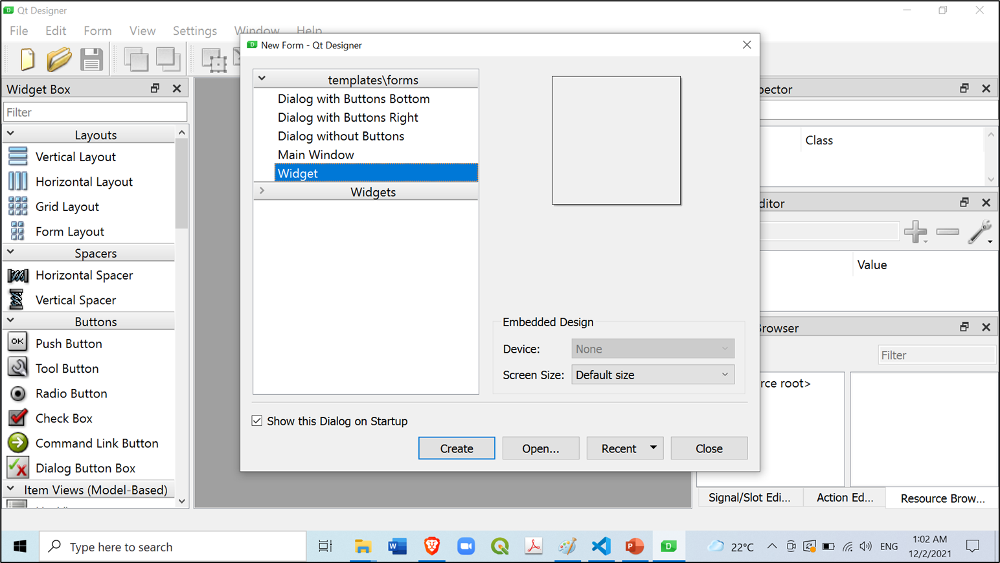 Qt Designer
File Edit Form View Settings Window Help
Widget Box
Filter
Layouts
Vertical Layout
Horizontal Layout
Grid Layout
Form Layout
Spacers
Horizontal Spacer
Vertical Spacer
Buttons
OK
Push Button
Tool Button
Radio Button
Check Box
Command Link Button
Dialog Button Box
Item Views (Model-Based)
New Form - Qt Designer
templates\forms
Dialog with Buttons Bottom
Dialog with Buttons Right
Dialog without Buttons
Main Window
Widget
Widgets
Embedded Design
Device: None
Screen Size: Default size
Show this Dialog on Startup
Create Open... Recent Close
pector
Class
ditor
Value
Browser
Filter
rce root>
Signal/Slot Edi... Action Ed... Resource Brow...
Type here to search
22°C
ENG
1:02 AM
12/2/2021